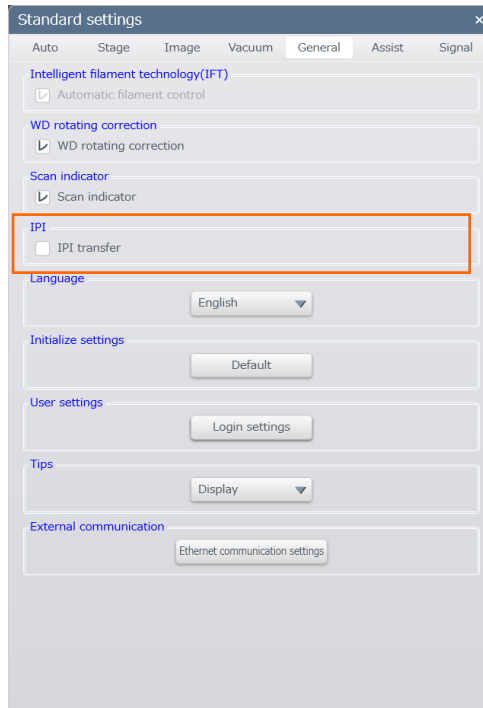 Standard settings ×
Auto Stage Image Vacuum General Assist Signal
Intelligent filament technology(IFT)
Automatic filament control
WD rotating correction
WD rotating correction
Scan indicator
Scan indicator
IPI
IPI transfer
Language
English
Initialize settings
Default
User settings
Login settings
Tips
Display
External communication
Ethernet communication settings